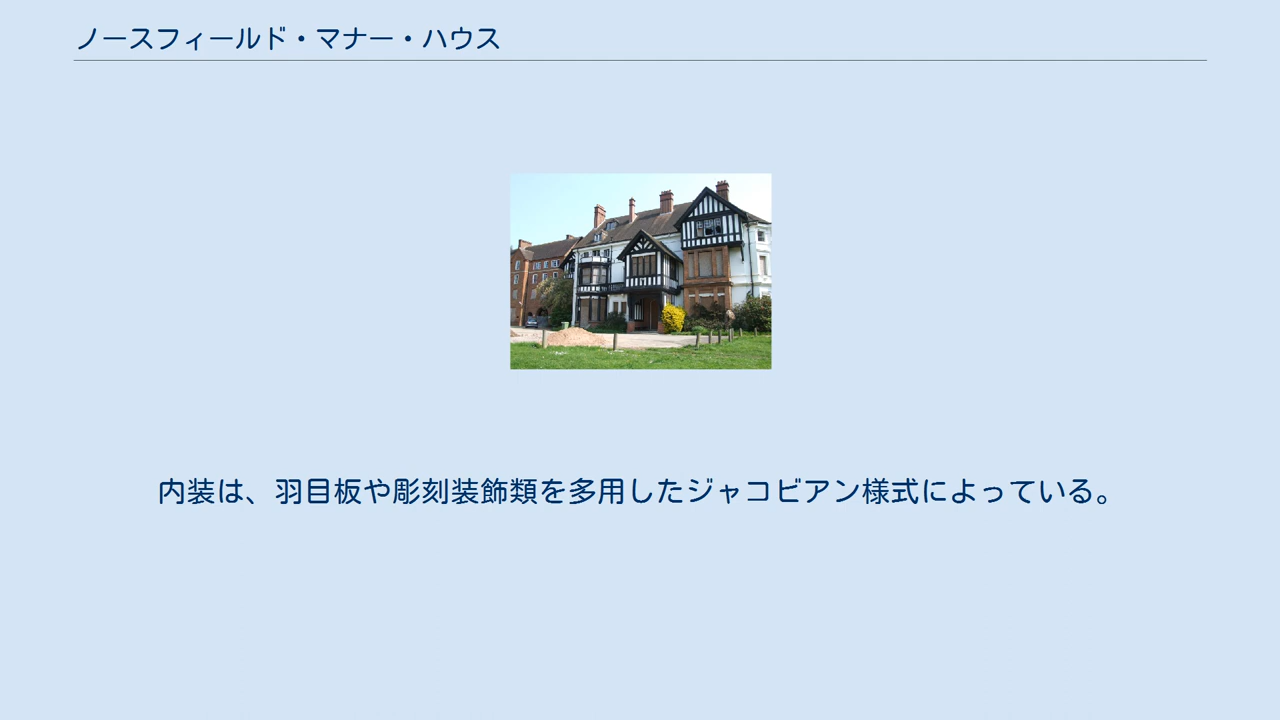 ノースフィールド・マナー・ハウス
内装は、羽目板や彫刻装飾類を多用したジャコビアン様式によっている。